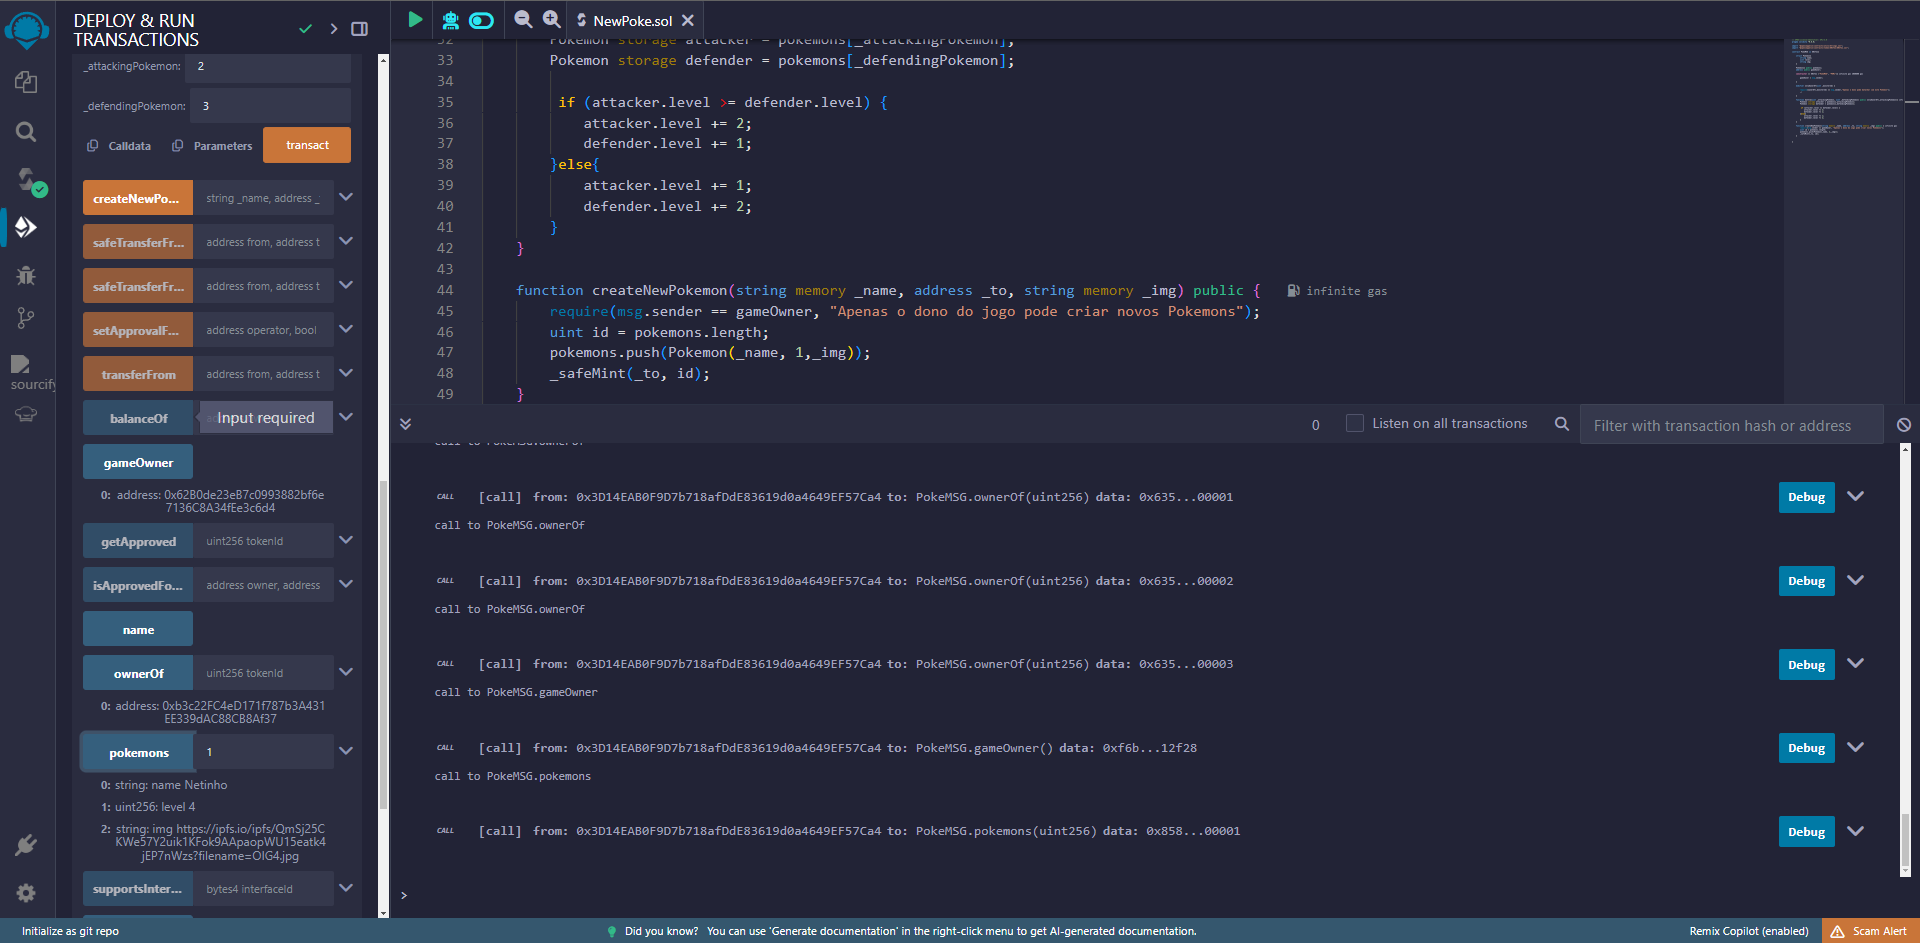 DEPLOY & RUN
TRANSACTIONS
_attackingPokemon: 2
_defendingPokemon: 3
Calldata Parameters transact
createNewPo... string _name, address _
safeTransferFr... address from, address t
safeTransferFr... address from, address t
setApprovalF... address operator, bool
transferFrom address from, address t
balanceOf Input required
gameOwner
0: address: 0x62B0de23eB7c0993882bf6e
7136C8A34fEe3c6d4
getApproved uint256 tokenId
isApprovedFo... address owner, address
name
ownerOf uint256 tokenId
0: address: 0xb3c22FC4eD171f787b3A431
EE339dAC88CB8Af37
pokemons 1
0: string: name Netinho
1: uint256: level 4
2: string: img https://ipfs.io/ipfs/QmSj25C
KWe57Y2uik1KFok9AApaopWU15eatk4
jEP7nWzs?filename=OIG4.jpg
supportsInter... bytes4 interfaceId
sourcify
NewPoke.sol
32 Pokemon storage attacker = pokemons[_attackingPokemon];
33 Pokemon storage defender = pokemons[_defendingPokemon];
34
35 if (attacker.level >= defender.level) {
36 attacker.level += 2;
37 defender.level += 1;
38 }else{
39 attacker.level += 1;
40 defender.level += 2;
41 }
42 }
43
44 function createNewPokemon(string memory _name, address _to, string memory _img) public { infinite gas
45 require(msg.sender == gameOwner, "Apenas o dono do jogo pode criar novos Pokemons");
46 uint id = pokemons.length;
47 pokemons.push(Pokemon(_name, 1,_img));
48 _safeMint(_to, id);
49 }
0 Listen on all transactions Filter with transaction hash or address
call to PokeMSG.ownerOf
CALL [call] from: 0x3D14EAB0F9D7b718afDdE83619d0a4649EF57Ca4 to: PokeMSG.ownerOf(uint256) data: 0x635...00001 Debug
call to PokeMSG.ownerOf
CALL [call] from: 0x3D14EAB0F9D7b718afDdE83619d0a4649EF57Ca4 to: PokeMSG.ownerOf(uint256) data: 0x635...00002 Debug
call to PokeMSG.ownerOf
CALL [call] from: 0x3D14EAB0F9D7b718afDdE83619d0a4649EF57Ca4 to: PokeMSG.ownerOf(uint256) data: 0x635...00003 Debug
call to PokeMSG.gameOwner
CALL [call] from: 0x3D14EAB0F9D7b718afDdE83619d0a4649EF57Ca4 to: PokeMSG.gameOwner() data: 0xf6b...12f28 Debug
call to PokeMSG.pokemons
CALL [call] from: 0x3D14EAB0F9D7b718afDdE83619d0a4649EF57Ca4 to: PokeMSG.pokemons(uint256) data: 0x858...00001 Debug
>
Initialize as git repo Did you know? You can use 'Generate documentation' in the right-click menu to get AI-generated documentation. Remix Copilot (enabled) Scam Alert